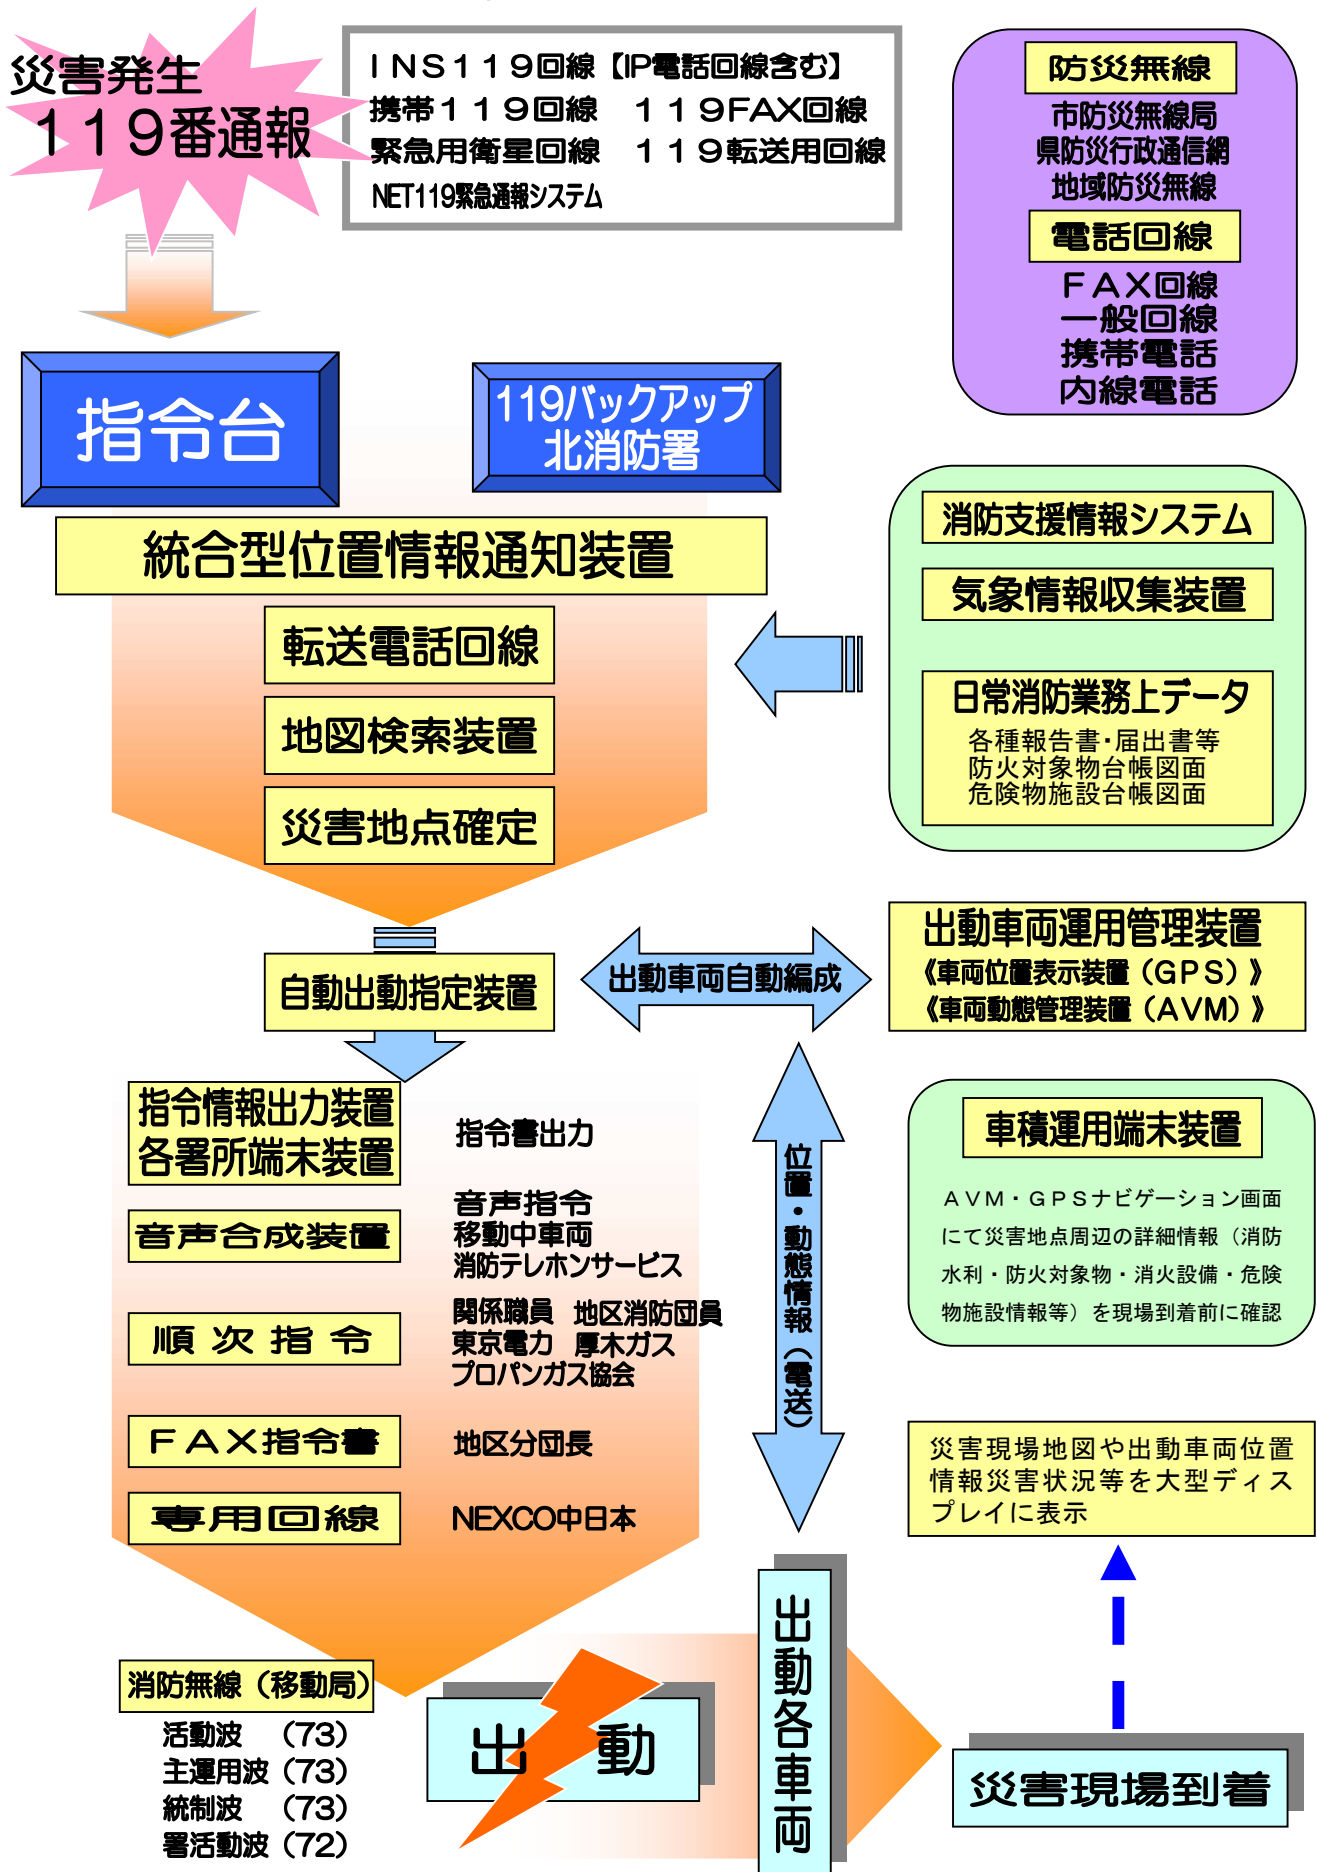 災害発生
119番通報
INS119回線【IP電話回線含む】
携帯119回線　119FAX回線
緊急用衛星回線　119転送用回線
NET119緊急通報システム
防災無線
市防災無線局
県防災行政通信網
地域防災無線
電話回線
FAX回線
一般回線
携帯電話
内線電話
指令台
119バックアップ
北消防署
統合型位置情報通知装置
転送電話回線
地図検索装置
災害地点確定
消防支援情報システム
気象情報収集装置
日常消防業務上データ
各種報告書・届出書等
防火対象物台帳図面
危険物施設台帳図面
自動出動指定装置
出動車両自動編成
出動車両運用管理装置
《車両位置表示装置（GPS）》
《車両動態管理装置（AVM）》
指令情報出力装置
各署所端末装置
指令書出力
音声合成装置
音声指令
移動中車両
消防テレホンサービス
順次指令
関係職員　地区消防団員
東京電力　厚木ガス
プロパンガス協会
FAX指令書
地区分団長
専用回線
NEXCO中日本
位置・動態情報（電送）
車積運用端末装置
AVM・GPSナビゲーション画面
にて災害地点周辺の詳細情報（消防
水利・防火対象物・消火設備・危険
物施設情報等）を現場到着前に確認
災害現場地図や出動車両位置
情報災害状況等を大型ディス
プレイに表示
消防無線（移動局）
活動波　（73）
主運用波（73）
統制波　（73）
署活動波（72）
出　動
出動各車両
災害現場到着